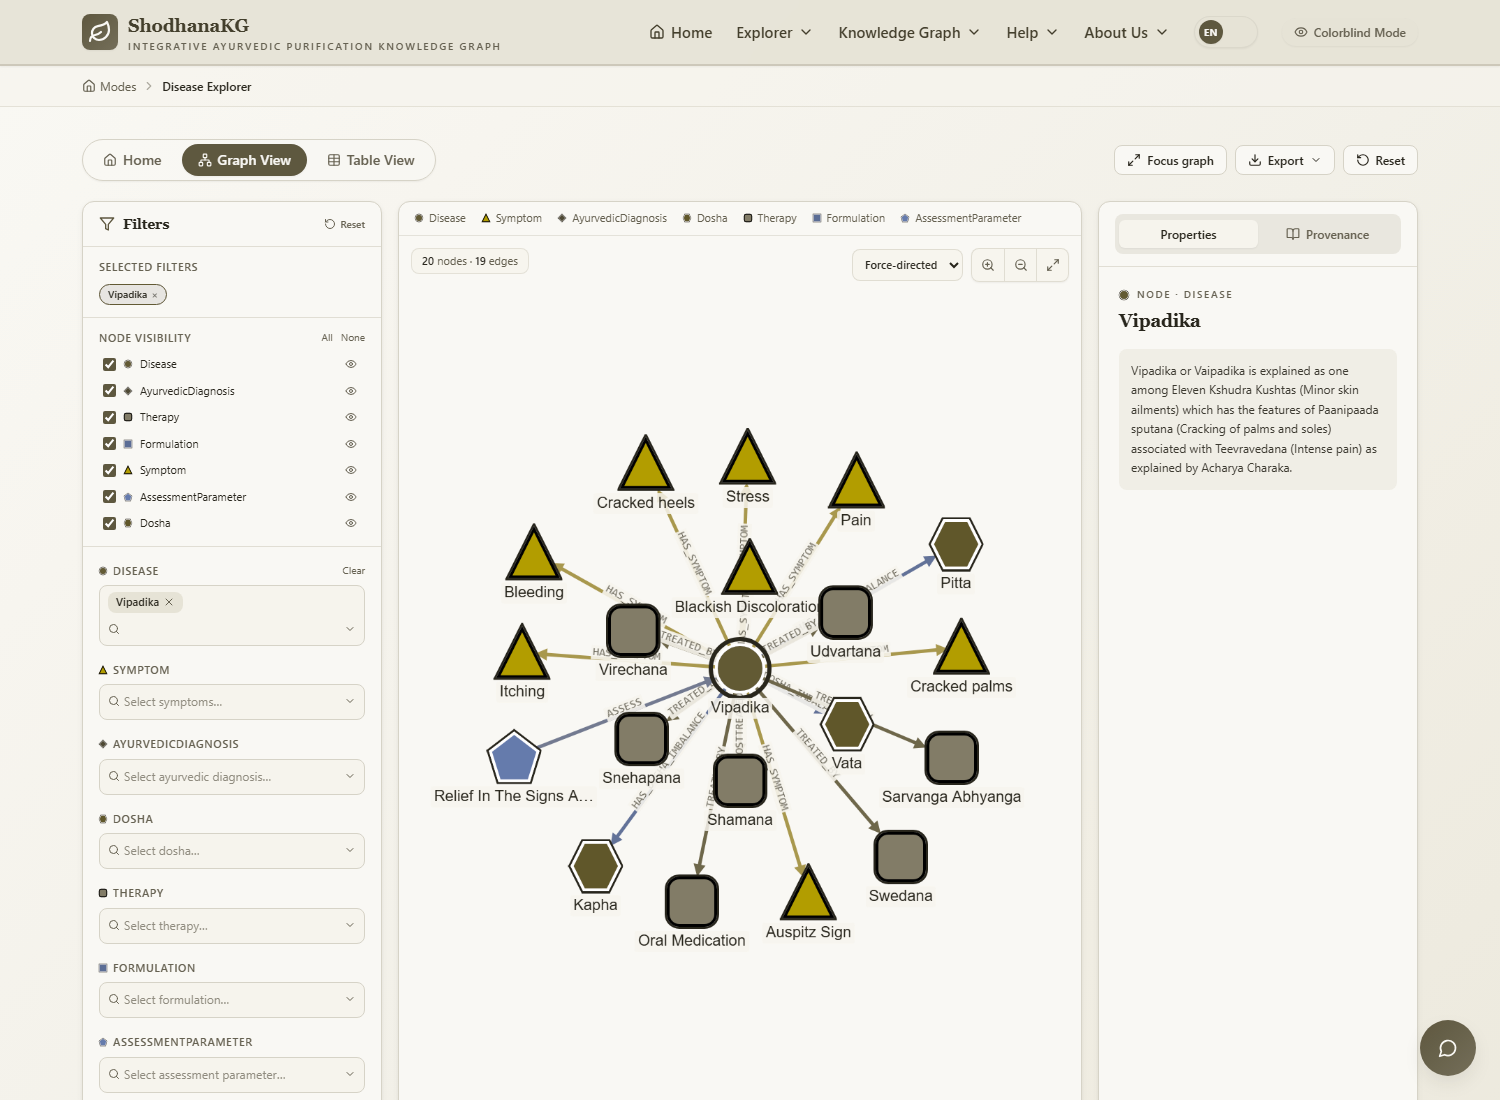 ShodhanaKG
INTEGRATIVE AYURVEDIC PURIFICATION KNOWLEDGE GRAPH
Home
Explorer
Knowledge Graph
Help
About Us
EN
Colorblind Mode
Modes
Disease Explorer
Home
Graph View
Table View
Focus graph
Export
Reset
Filters
Reset
SELECTED FILTERS
Vipadika ×
NODE VISIBILITY
All
None
Disease
AyurvedicDiagnosis
Therapy
Formulation
Symptom
AssessmentParameter
Dosha
DISEASE
Clear
Vipadika ×
SYMPTOM
Select symptoms...
AYURVEDICDIAGNOSIS
Select ayurvedic diagnosis...
DOSHA
Select dosha...
THERAPY
Select therapy...
FORMULATION
Select formulation...
ASSESSMENTPARAMETER
Select assessment parameter...
Disease
Symptom
AyurvedicDiagnosis
Dosha
Therapy
Formulation
AssessmentParameter
20 nodes · 19 edges
Force-directed
Cracked heels
Stress
Pain
Pitta
Bleeding
Blackish Discoloratio
Udvartana
Itching
Virechana
Cracked palms
Vipadika
Snehapana
Vata
Relief In The Signs A...
Shamana
Sarvanga Abhyanga
Kapha
Swedana
Oral Medication
Auspitz Sign
HAS_SYMPTOM
HAS_SYMPTOM
ASSESS
Properties
Provenance
NODE · DISEASE
Vipadika
Vipadika or Vaipadika is explained as one
among Eleven Kshudra Kushtas (Minor skin
ailments) which has the features of Paanipaada
sputana (Cracking of palms and soles)
associated with Teevravedana (Intense pain) as
explained by Acharya Charaka.